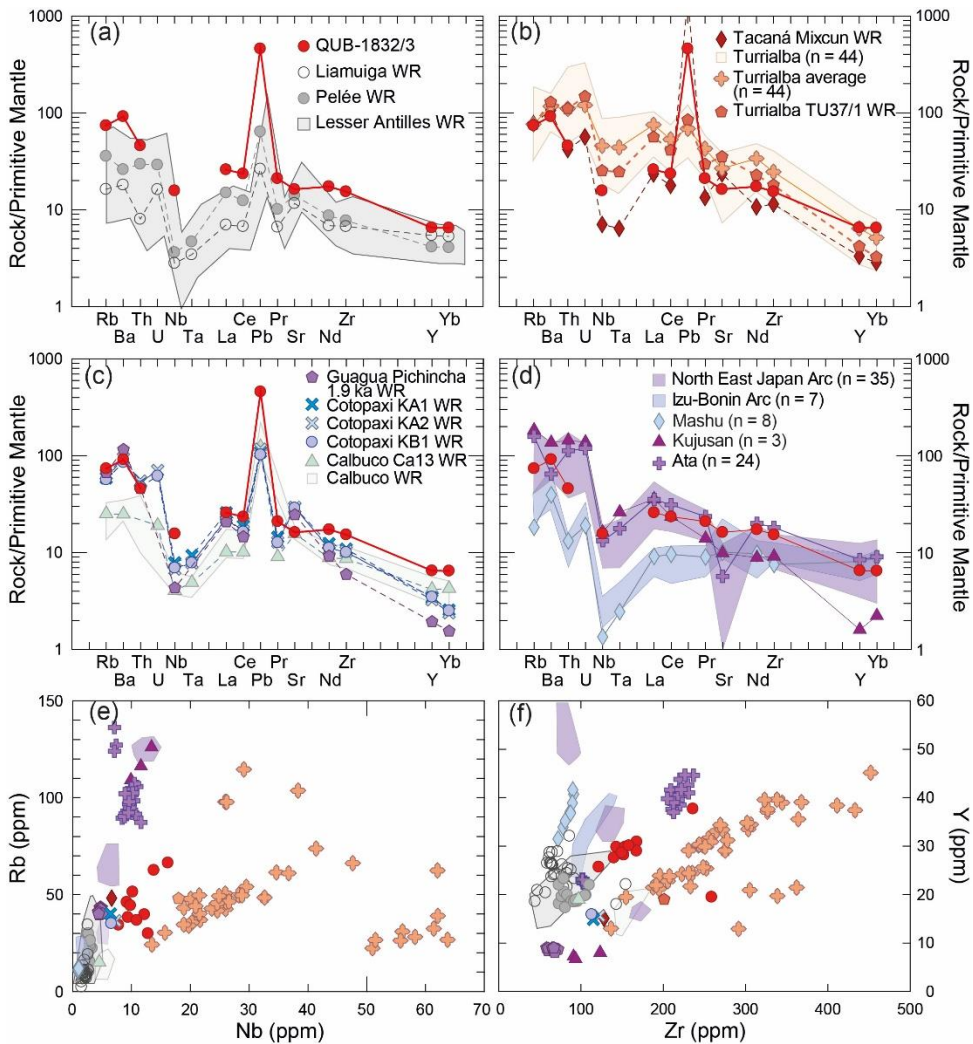 1000
(a)
QUB-1832/3
Liamuiga WR
Pelée WR
Lesser Antilles WR
100
10
1
Rock/Primitive Mantle
Rb Th Nb La Pb Sr Zr Yb
Ba U Ta Ce Pr Nd Y
1000
(b)
Tacaná Mixcun WR
Turrialba (n = 44)
Turrialba average
(n = 44)
Turrialba TU37/1 WR
100
10
1
Rock/Primitive Mantle
Rb Th Nb La Pr Nd Yb
Ba U Ta Ce Pb Sr Zr Y
1000
(c)
Guagua Pichincha
1.9 ka WR
Cotopaxi KA1 WR
Cotopaxi KA2 WR
Cotopaxi KB1 WR
Calbuco Ca13 WR
Calbuco WR
100
10
1
Rock/Primitive Mantle
Rb Th Nb La Pb Sr Zr Yb
Ba U Ta Ce Pr Nd Y
1000
(d)
North East Japan Arc (n = 35)
Izu-Bonin Arc (n = 7)
Mashu (n = 8)
Kujusan (n = 3)
Ata (n = 24)
100
10
1
Rock/Primitive Mantle
Rb Th Nb La Pr Nd Yb
Ba U Ta Ce Sr Zr Y
(e)
150
100
50
0
Rb (ppm)
0 10 20 30 40 50 60 70
Nb (ppm)
(f)
60
50
40
30
20
10
0
Y (ppm)
0 100 200 300 400 500
Zr (ppm)